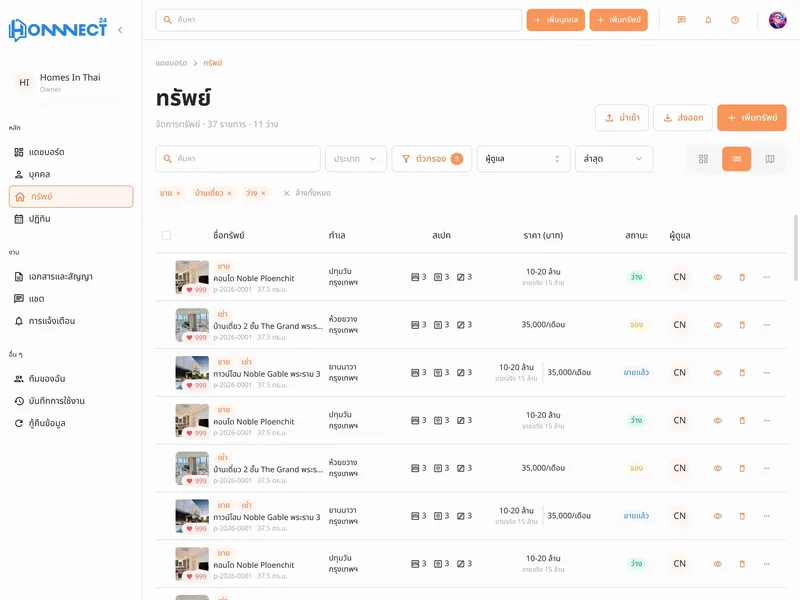 HONNNECT 24
ค้นหา
+ เพิ่มบุคคล
+ เพิ่มทรัพย์
HI
Homes In Thai
Owner
หลัก
แดชบอร์ด
บุคคล
ทรัพย์
ปฏิทิน
งาน
เอกสารและสัญญา
แชต
การแจ้งเตือน
อื่น ๆ
ทีมของฉัน
บันทึกการใช้งาน
กู้คืนข้อมูล
แดชบอร์ด > ทรัพย์
ทรัพย์
จัดการทรัพย์ · 37 รายการ · 11 ว่าง
นำเข้า
ส่งออก
+ เพิ่มทรัพย์
ค้นหา
ประเภท
ตัวกรอง 9
ผู้ดูแล
ล่าสุด
ขาย ×
บ้านเดี่ยว ×
ว่าง ×
× ล้างทั้งหมด
ชื่อทรัพย์ ทำเล สเปค ราคา (บาท) สถานะ ผู้ดูแล
ขาย
คอนโด Noble Ploenchit
p-2026-0001 37.5 ตร.ม.
999
ปทุมวัน
กรุงเทพฯ
3 3 3
10-20 ล้าน
ขายจริง 15 ล้าน
ว่าง
CN
เช่า
บ้านเดี่ยว 2 ชั้น The Grand พระร...
p-2026-0001 37.5 ตร.ม.
999
ห้วยขวาง
กรุงเทพฯ
3 3 3
35,000/เดือน
จอง
CN
ขาย เช่า
ทาวน์โฮม Noble Gable พระราม 3
p-2026-0001 37.5 ตร.ม.
999
ยานนาวา
กรุงเทพฯ
3 3 3
10-20 ล้าน
ขายจริง 15 ล้าน
35,000/เดือน
ขายแล้ว
CN
ขาย
คอนโด Noble Ploenchit
p-2026-0001 37.5 ตร.ม.
999
ปทุมวัน
กรุงเทพฯ
3 3 3
10-20 ล้าน
ขายจริง 15 ล้าน
ว่าง
CN
เช่า
บ้านเดี่ยว 2 ชั้น The Grand พระร...
p-2026-0001 37.5 ตร.ม.
999
ห้วยขวาง
กรุงเทพฯ
3 3 3
35,000/เดือน
จอง
CN
ขาย เช่า
ทาวน์โฮม Noble Gable พระราม 3
p-2026-0001 37.5 ตร.ม.
999
ยานนาวา
กรุงเทพฯ
3 3 3
10-20 ล้าน
ขายจริง 15 ล้าน
35,000/เดือน
ขายแล้ว
CN
ขาย
คอนโด Noble Ploenchit
p-2026-0001 37.5 ตร.ม.
999
ปทุมวัน
กรุงเทพฯ
3 3 3
10-20 ล้าน
ขายจริง 15 ล้าน
ว่าง
CN